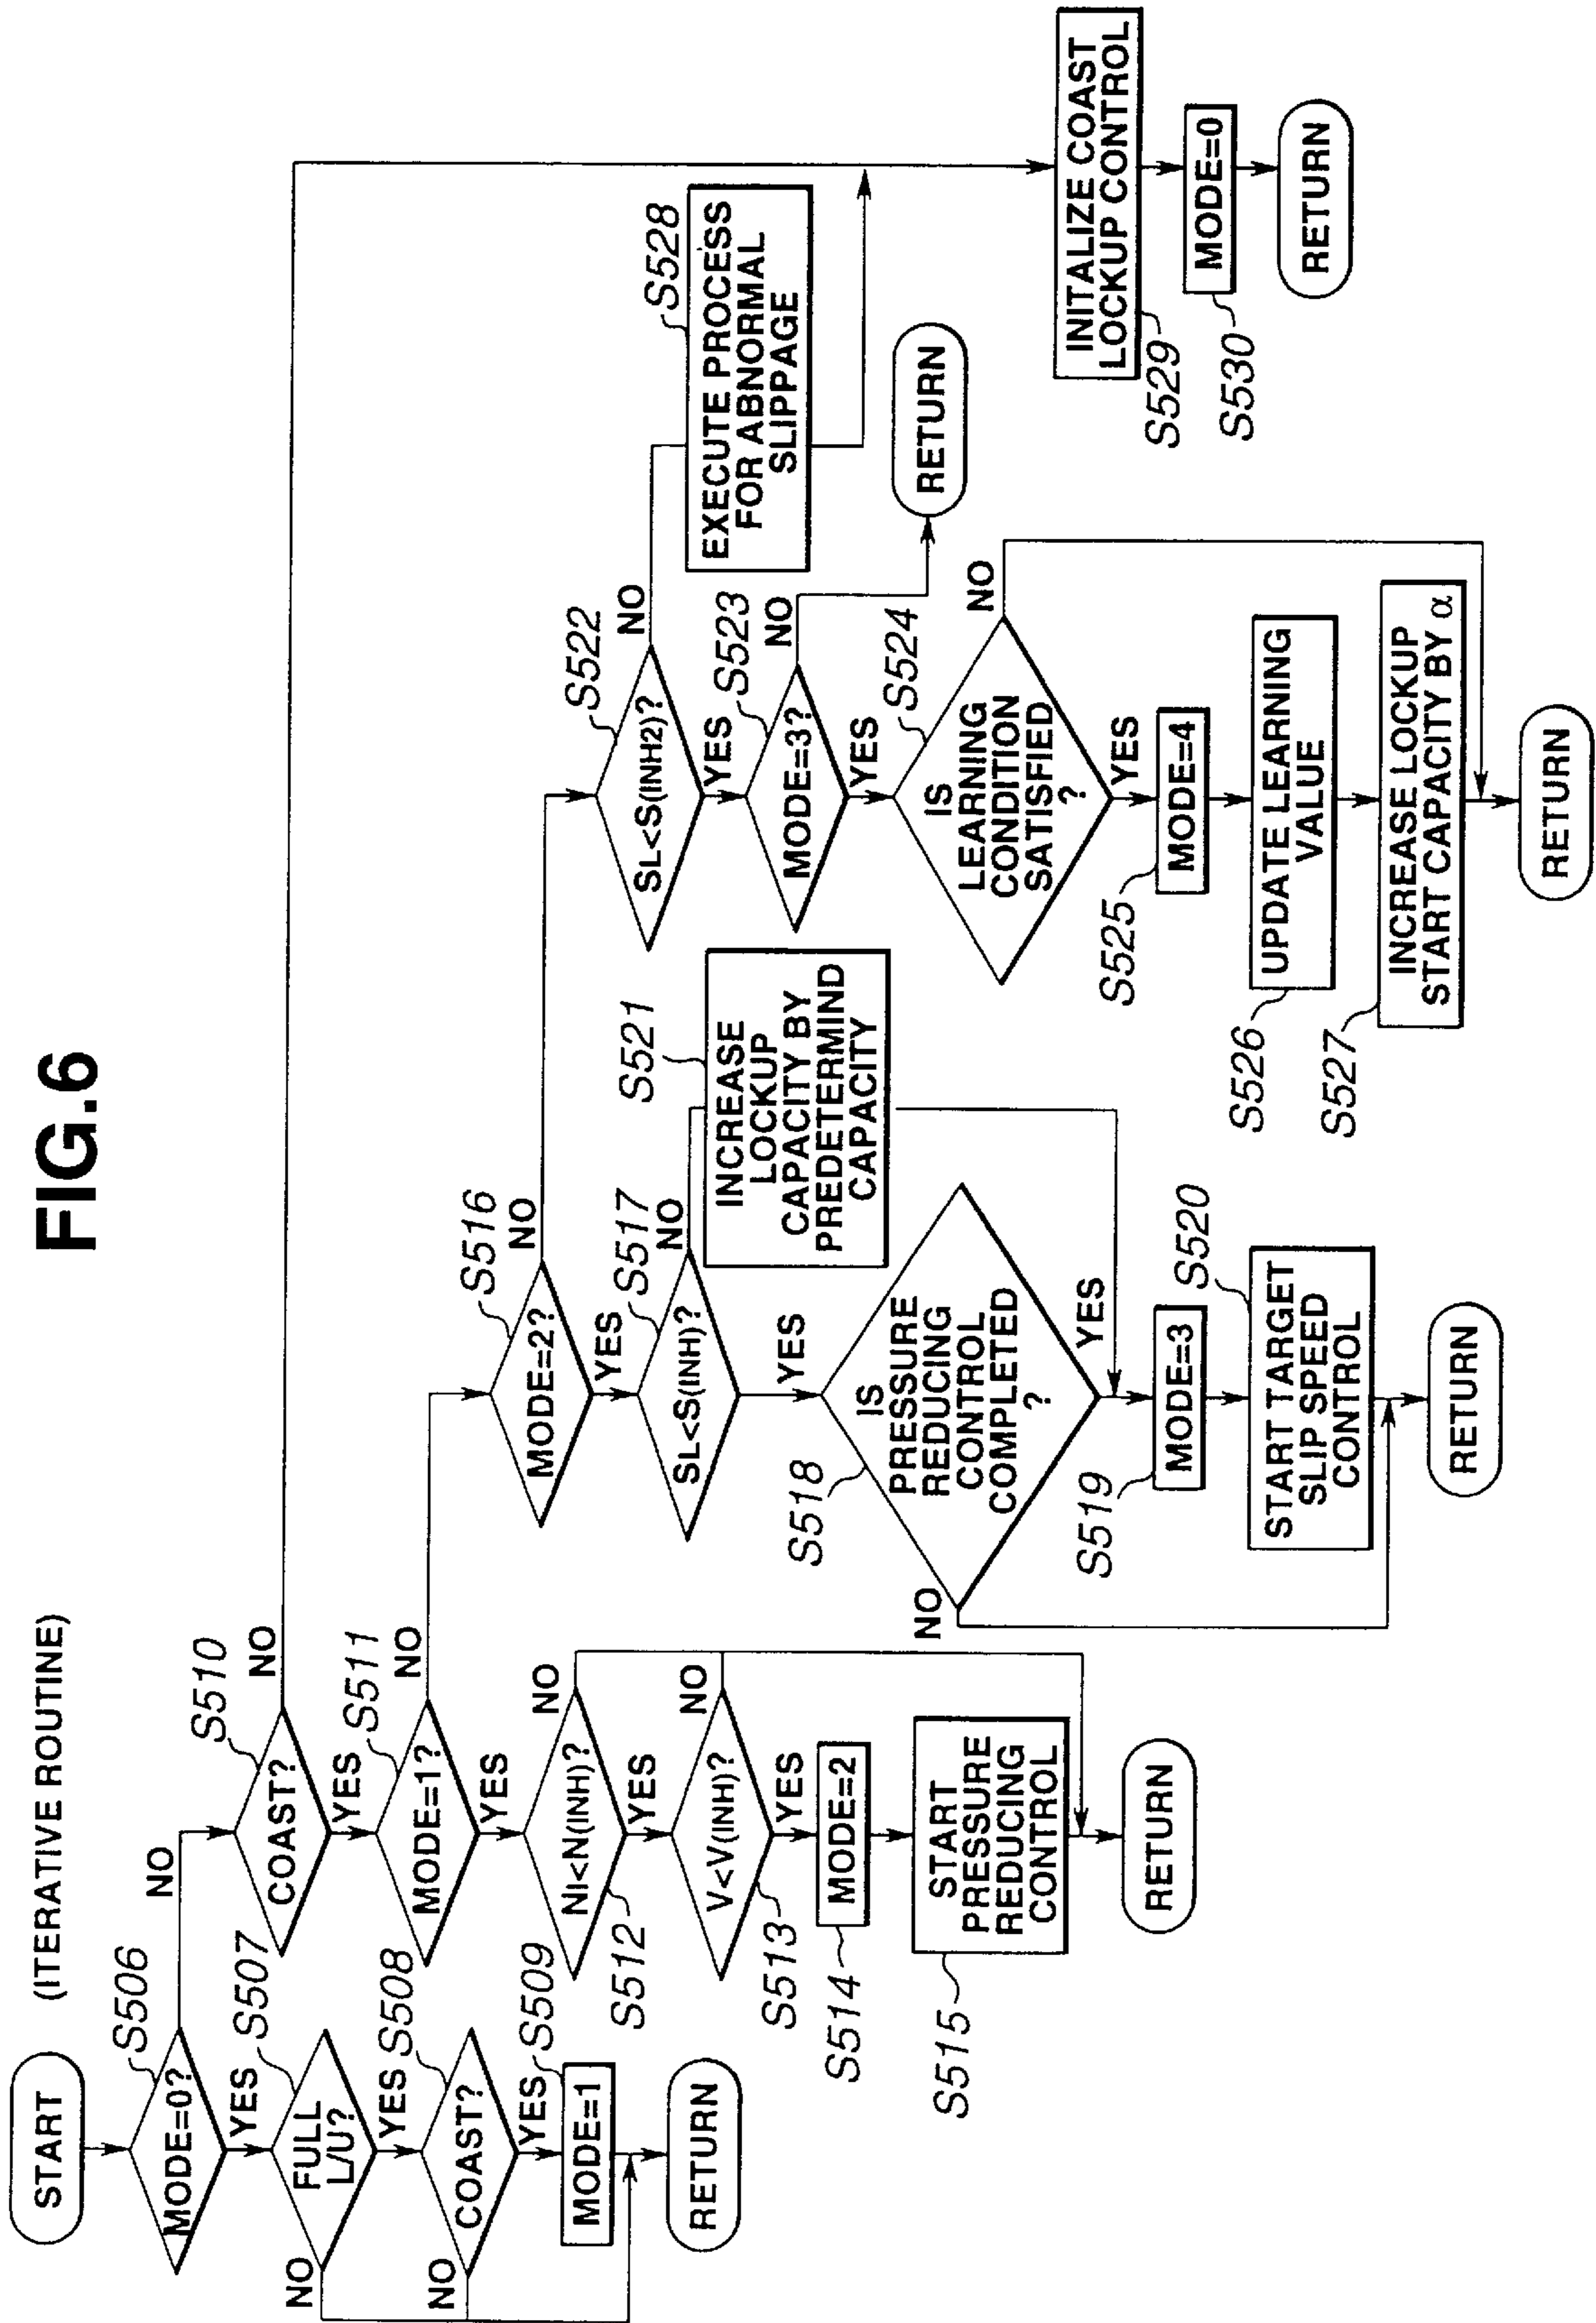 FIG.6
(ITERATIVE ROUTINE)
START
S506
MODE=0?
NO
YES
S507
FULL
L/U?
NO
YES
S508
COAST?
NO
YES
S509
MODE=1
RETURN
S510
COAST?
NO
YES
S511
MODE=1?
NO
YES
NI<N(INH)?
NO
S512
YES
V<V(INH)?
NO
S513
YES
MODE=2
S514
START
PRESSURE
REDUCING
CONTROL
S515
RETURN
S516
MODE=2?
NO
YES
S517
SL<S(INH)?
NO
YES
S521
INCREASE
LOCKUP
CAPACITY BY
PREDETERMIND
CAPACITY
IS
PRESSURE
REDUCING
CONTROL
COMPLETED
?
S518
NO
YES
MODE=3
S519
S520
START TARGET
SLIP SPEED
CONTROL
RETURN
S522
SL<S(INH2)?
NO
YES
S528
EXECUTE PROCESS
FOR ABNORMAL
SLIPPAGE
S523
MODE=3?
NO
RETURN
YES
S524
IS
LEARNING
CONDITION
SATISFIED
?
NO
YES
MODE=4
S525
UPDATE LEARNING
VALUE
S526
INCREASE LOCKUP
START CAPACITY BY α
S527
RETURN
INITALIZE COAST
LOCKUP CONTROL
S529
MODE=0
S530
RETURN